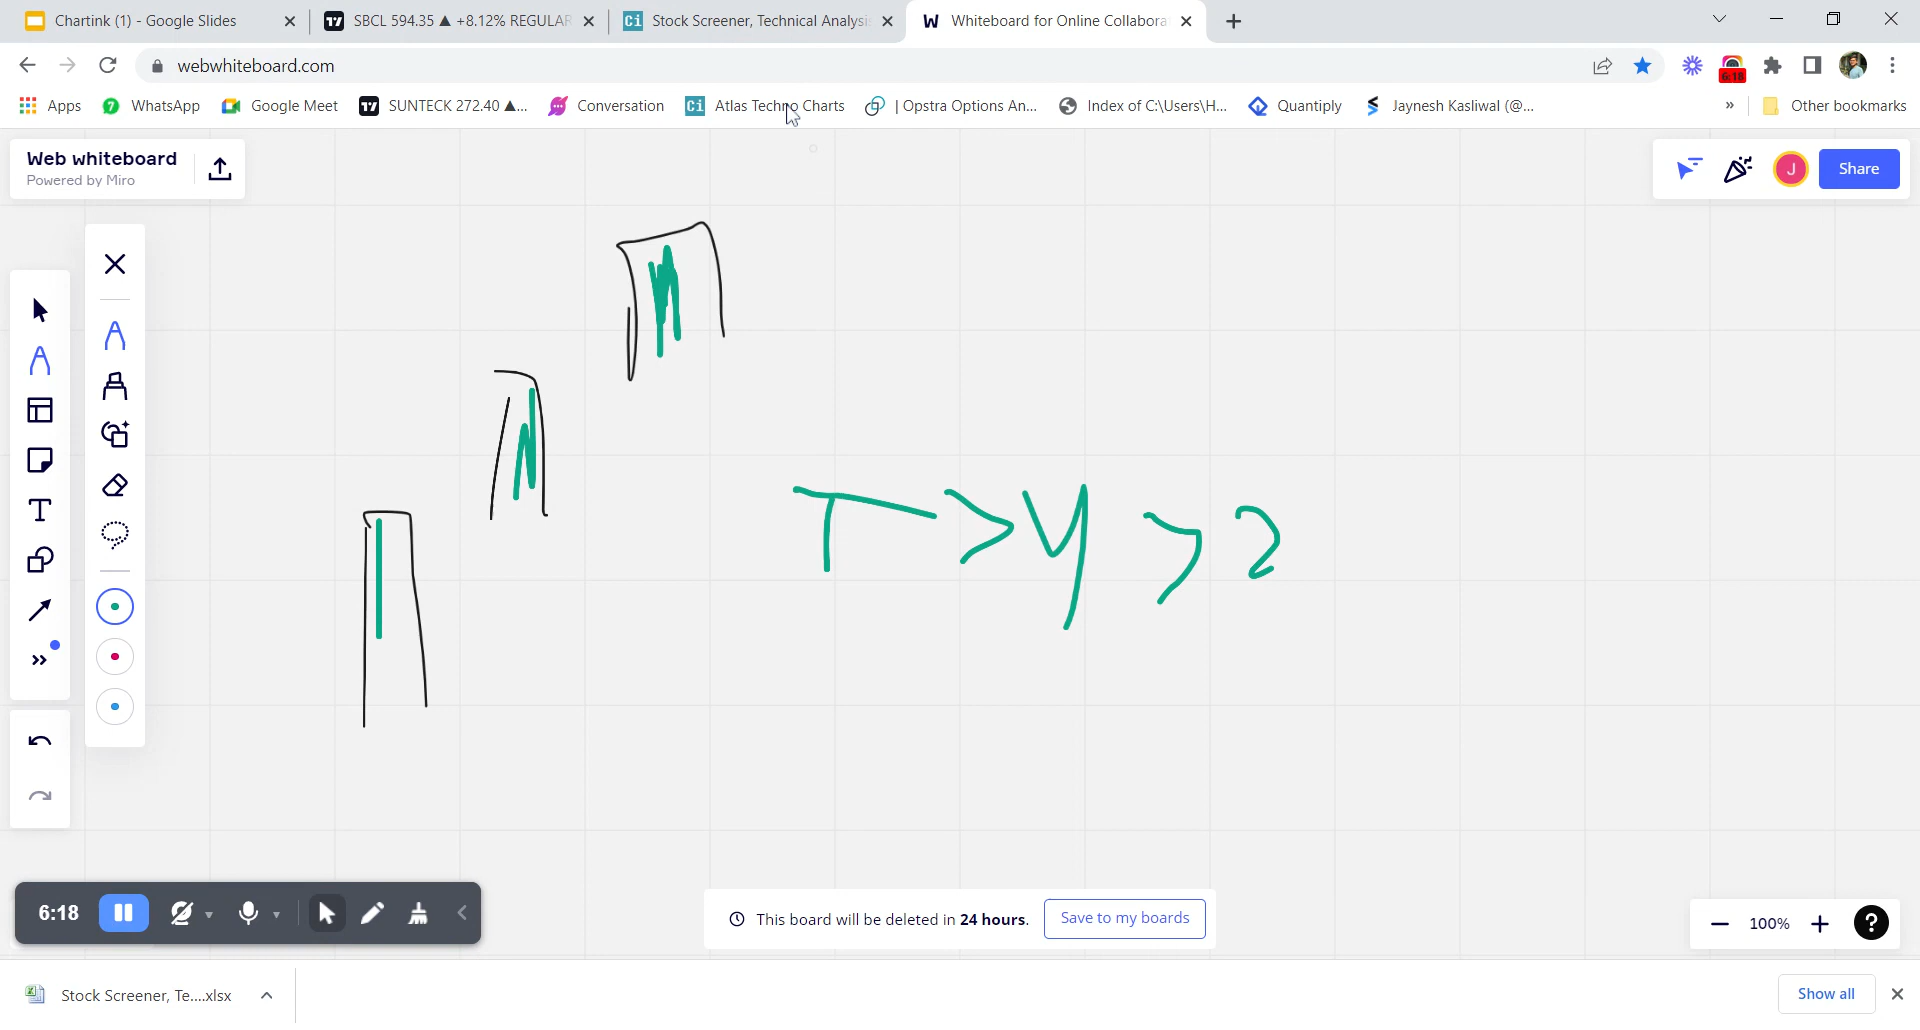 Chartink (1) - Google Slides
SBCL 594.35 ▲ +8.12% REGULAR
Stock Screener, Technical Analysis
Whiteboard for Online Collabora
webwhiteboard.com
6:18
Apps
WhatsApp
Google Meet
SUNTECK 272.40 ▲...
Conversation
Atlas Techno Charts
| Opstra Options An...
Index of C:\Users\H...
Quantiply
Jaynesh Kasliwal (@...
»
Other bookmarks
Web whiteboard
Powered by Miro
J
Share
T > Y > 2
6:18
This board will be deleted in 24 hours.
Save to my boards
100%
Stock Screener, Te....xlsx
Show all